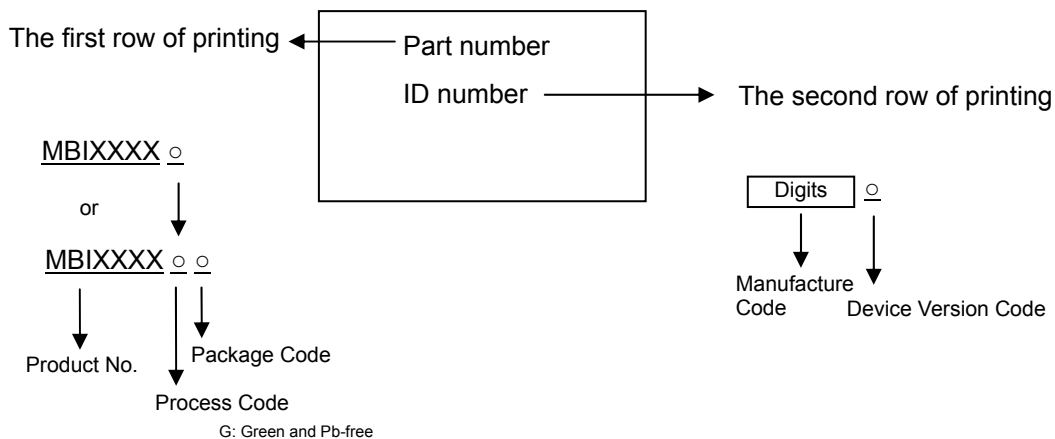 The first row of printing
Part number
ID number
The second row of printing
MBIXXXX ○
or
MBIXXXX ○ ○
Product No.
Package Code
Process Code
G: Green and Pb-free
Digits ○
Manufacture
Code
Device Version Code